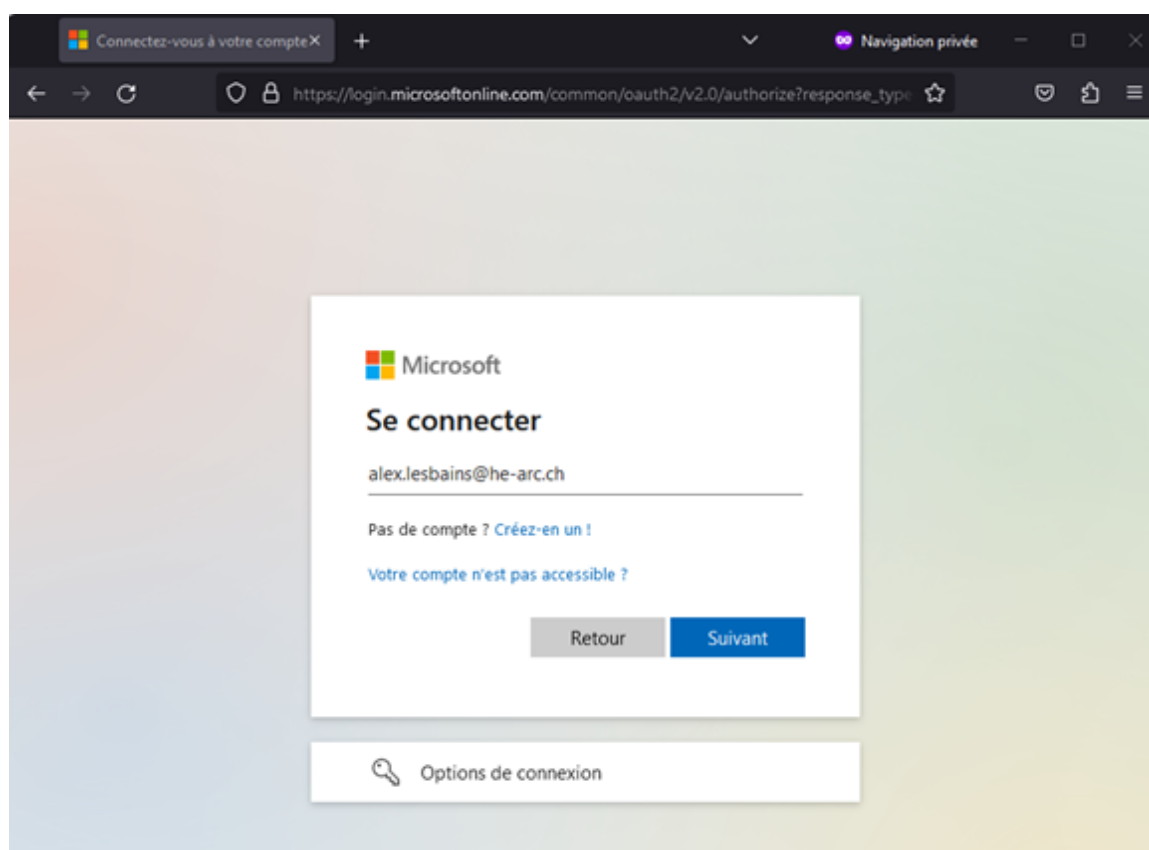 Connectez-vous à votre compte
Navigation privée
https://login.microsoftonline.com/common/oauth2/v2.0/authorize?response_type
Microsoft
Se connecter
alex.lesbains@he-arc.ch
Pas de compte ? Créez-en un !
Votre compte n'est pas accessible ?
Retour Suivant
Options de connexion